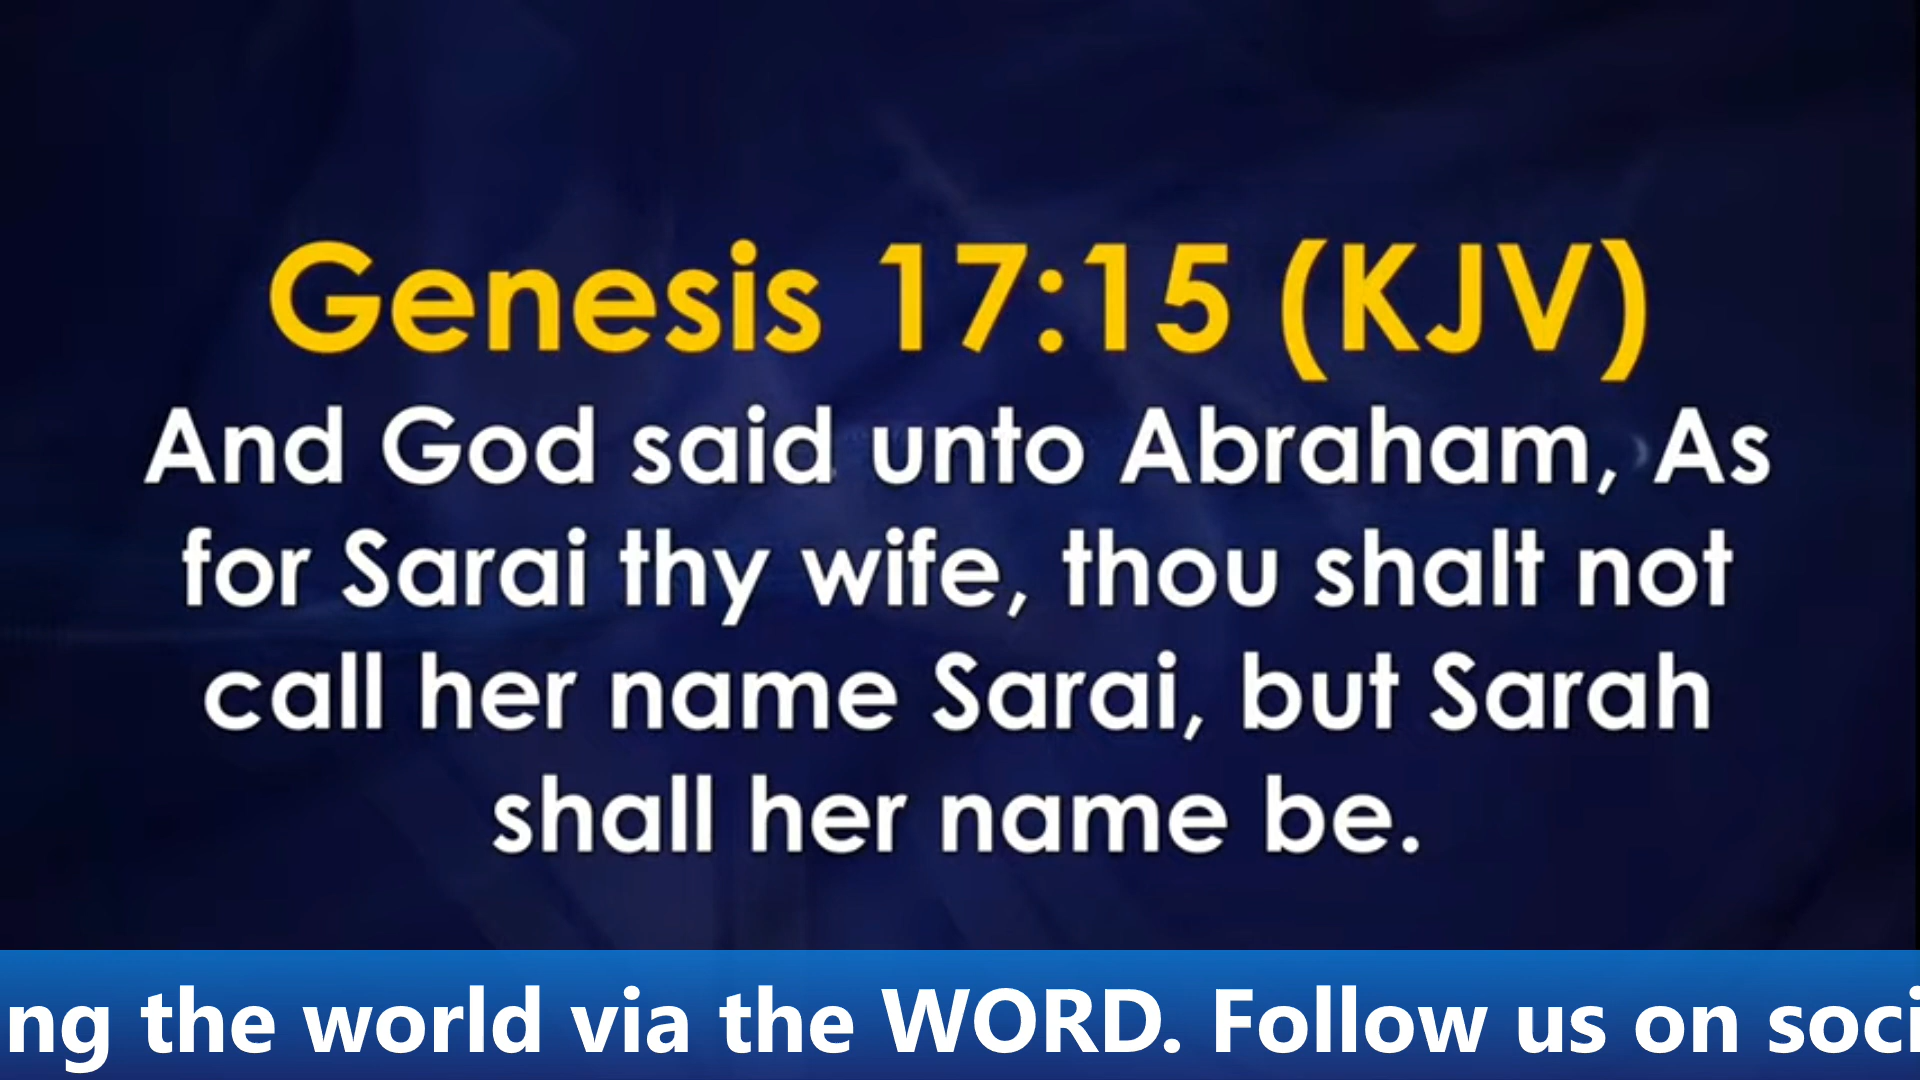 Genesis 17:15 (KJV)
And God said unto Abraham, As
for Sarai thy wife, thou shalt not
call her name Sarai, but Sarah
shall her name be.
ng the world via the WORD. Follow us on soci